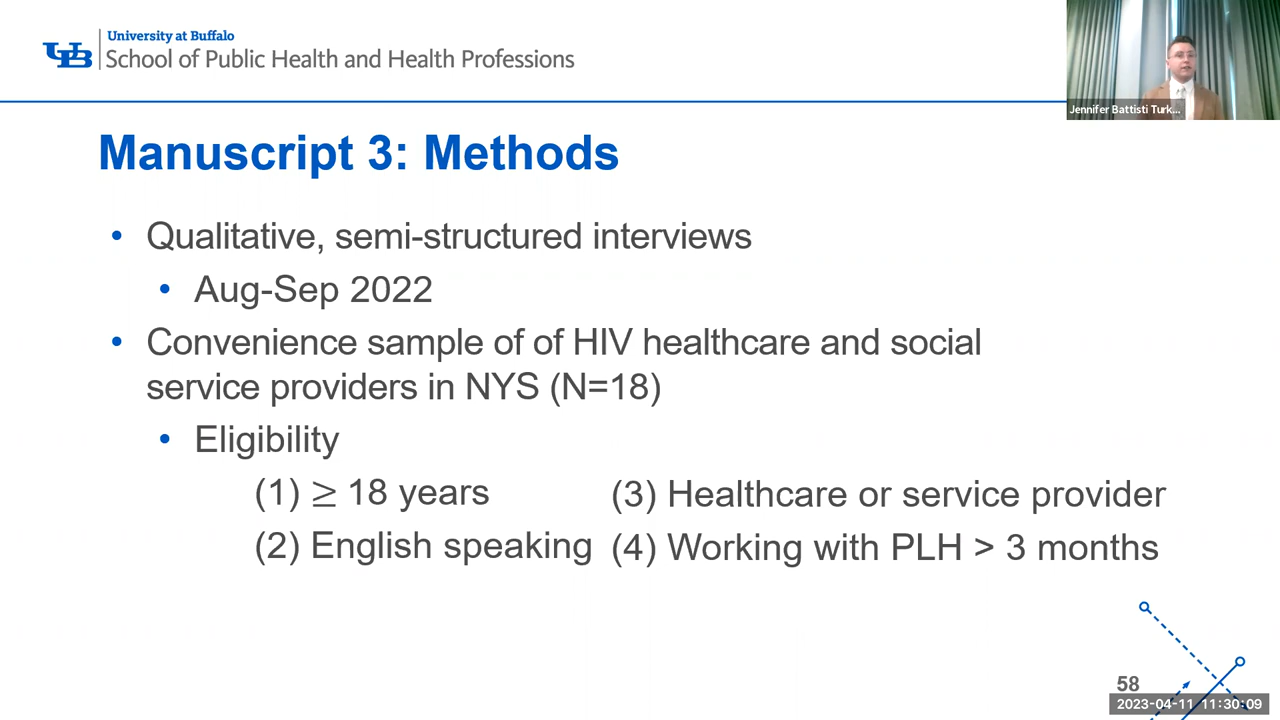 University at Buffalo
School of Public Health and Health Professions
UB
Jennifer Battisti Turk...
Manuscript 3: Methods
• Qualitative, semi-structured interviews
• Aug-Sep 2022
• Convenience sample of of HIV healthcare and social
service providers in NYS (N=18)
• Eligibility
(1) ≥ 18 years
(2) English speaking
(3) Healthcare or service provider
(4) Working with PLH > 3 months
58
2023-04-11 11:30:09